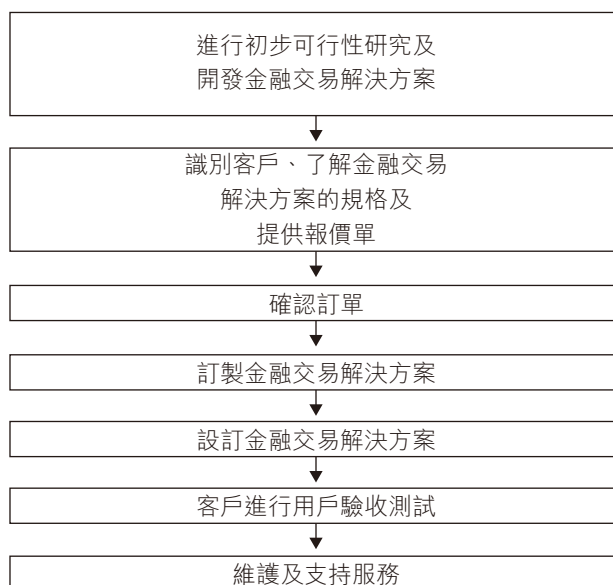 進行初步可行性研究及
開發金融交易解決方案
識別客戶、了解金融交易
解決方案的規格及
提供報價單
確認訂單
訂製金融交易解決方案
設訂金融交易解決方案
客戶進行用戶驗收測試
維護及支持服務